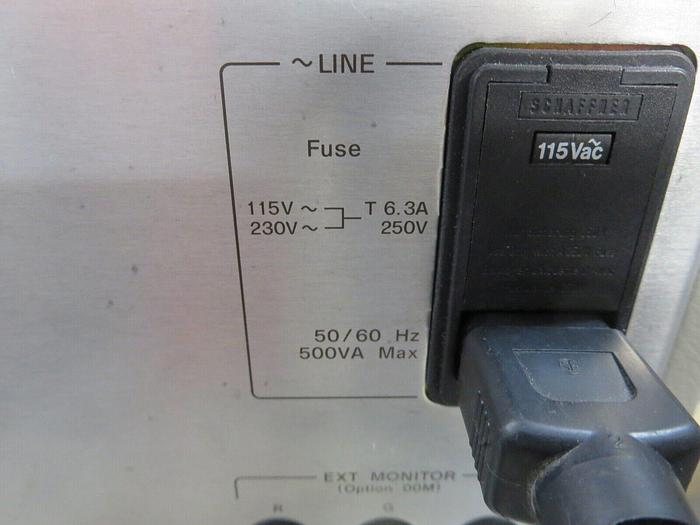 ~ LINE
SCHAFFNER
115Vac
Fuse
115V ~ T 6.3A
230V ~ 250V
50/60 Hz
500VA Max
EXT MONITOR
(Option 00M)
R G